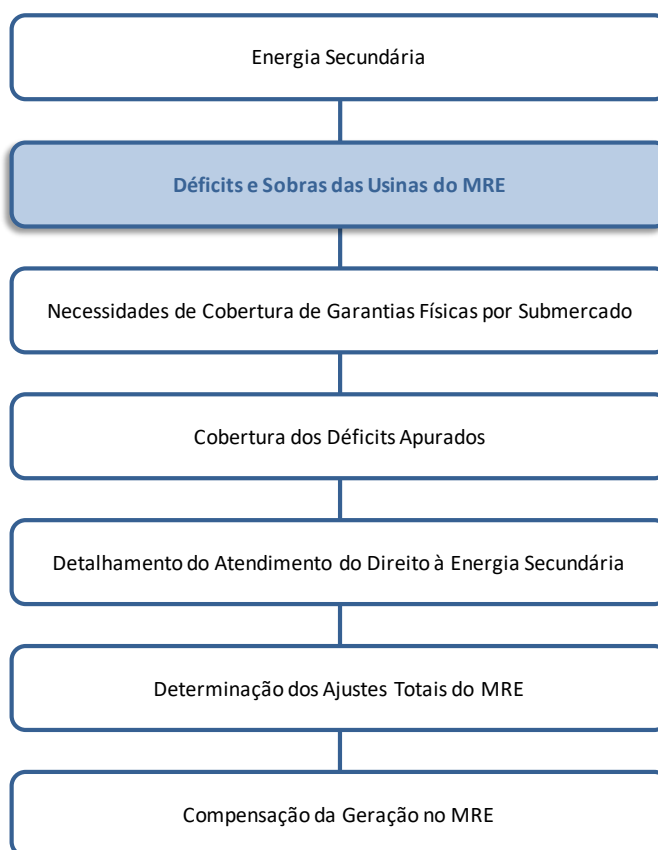 Energia Secundária
Déficits e Sobras das Usinas do MRE
Necessidades de Cobertura de Garantias Físicas por Submercado
Cobertura dos Déficits Apurados
Detalhamento do Atendimento do Direito à Energia Secundária
Determinação dos Ajustes Totais do MRE
Compensação da Geração no MRE